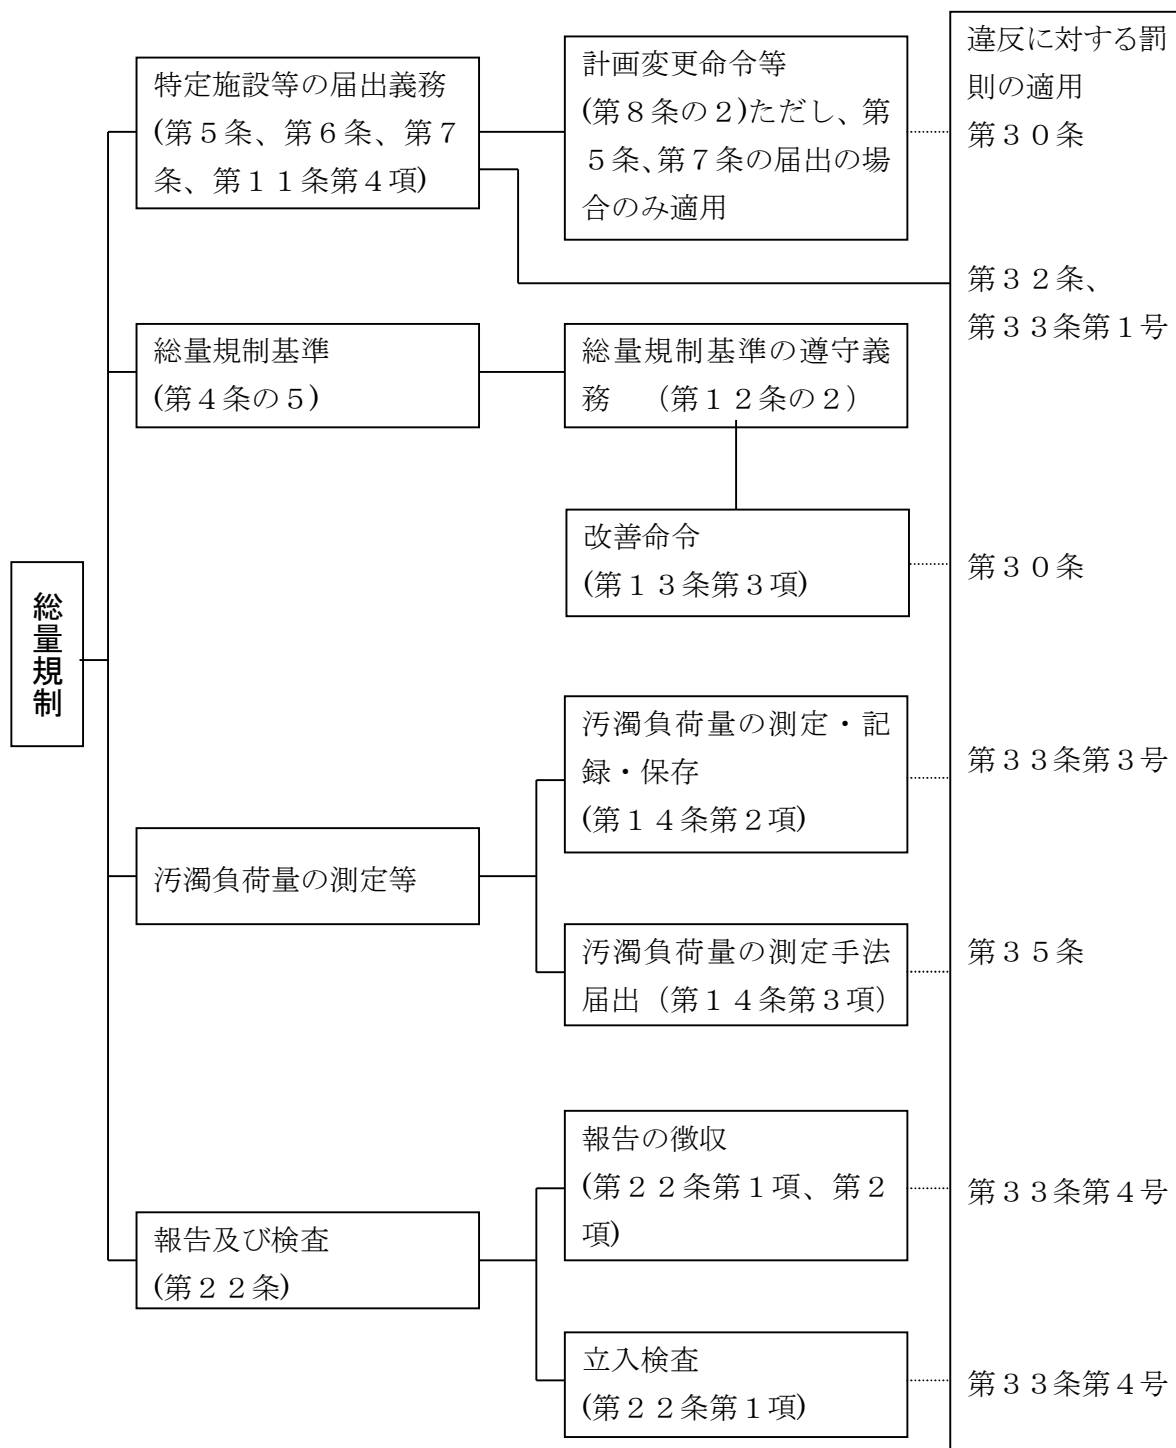 総量規制
特定施設等の届出義務
(第５条、第６条、第７
条、第１１条第４項)
計画変更命令等
(第８条の２)ただし、第
５条、第７条の届出の場
合のみ適用
違反に対する罰
則の適用
第３０条
第３２条、
第３３条第１号
総量規制基準
(第４条の５)
総量規制基準の遵守義
務　（第１２条の２）
改善命令
(第１３条第３項)
第３０条
汚濁負荷量の測定等
汚濁負荷量の測定・記
録・保存
(第１４条第２項)
第３３条第３号
汚濁負荷量の測定手法
届出（第１４条第３項）
第３５条
報告及び検査
(第２２条)
報告の徴収
(第２２条第１項、第２
項)
第３３条第４号
立入検査
(第２２条第１項)
第３３条第４号